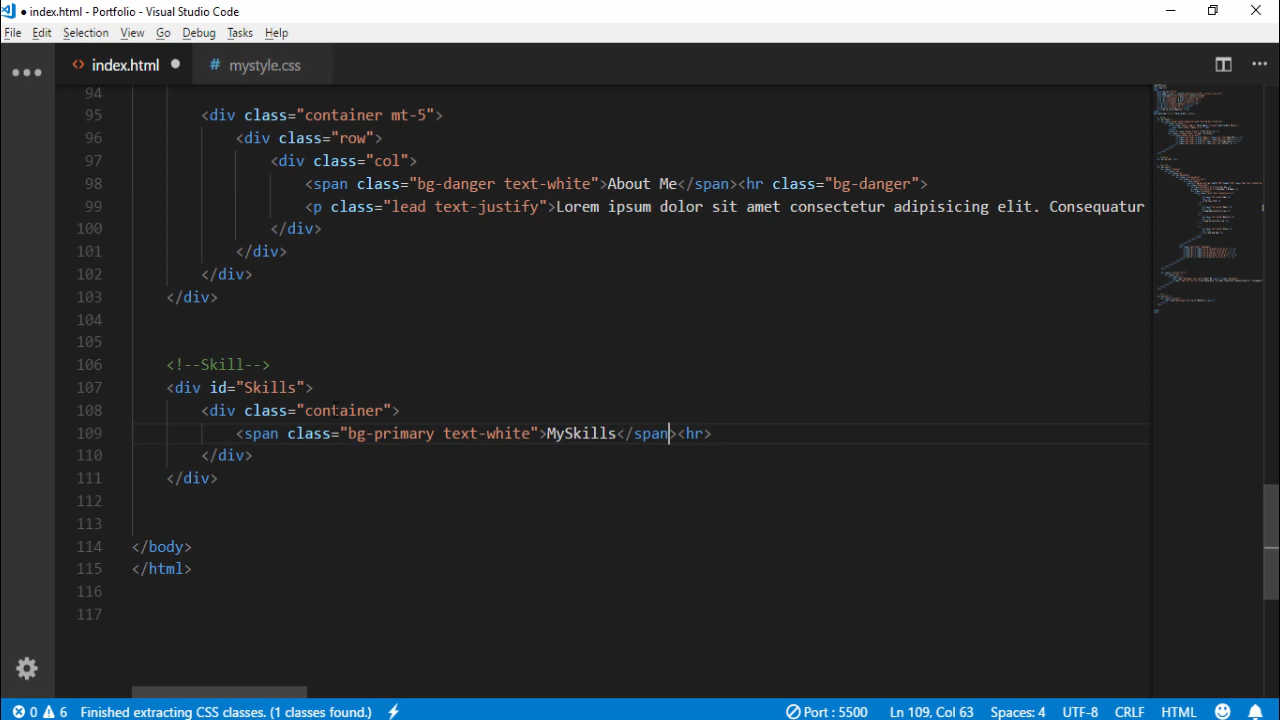 ● index.html - Portfolio - Visual Studio Code
File Edit Selection View Go Debug Tasks Help
<> index.html ● # mystyle.css
94
95 <div class="container mt-5">
96 <div class="row">
97 <div class="col">
98 <span class="bg-danger text-white">About Me</span><hr class="bg-danger">
99 <p class="lead text-justify">Lorem ipsum dolor sit amet consectetur adipisicing elit. Consequatur
100 </div>
101 </div>
102 </div>
103 </div>
104
105
106 <!--Skill-->
107 <div id="Skills">
108 <div class="container">
109 <span class="bg-primary text-white">MySkills</span><hr>
110 </div>
111 </div>
112
113
114 </body>
115 </html>
116
117
0 6 Finished extracting CSS classes. (1 classes found.) Port : 5500 Ln 109, Col 63 Spaces: 4 UTF-8 CRLF HTML